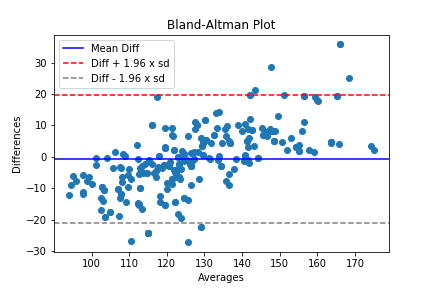 Bland-Altman Plot
Mean Diff
Diff + 1.96 x sd
Diff - 1.96 x sd
30
20
10
0
−10
−20
−30
Differences
100 110 120 130 140 150 160 170
Averages